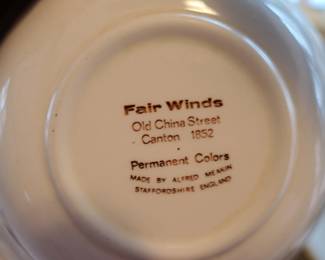 Fair Winds
Old China Street
Canton 1852
Permanent Colors
MADE BY ALFRED MEAKIN
STAFFORDSHIRE ENGLAND